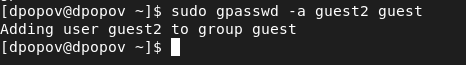 [dpopov@dpopov ~]$ sudo gpasswd -a guest2 guest
Adding user guest2 to group guest
[dpopov@dpopov ~]$